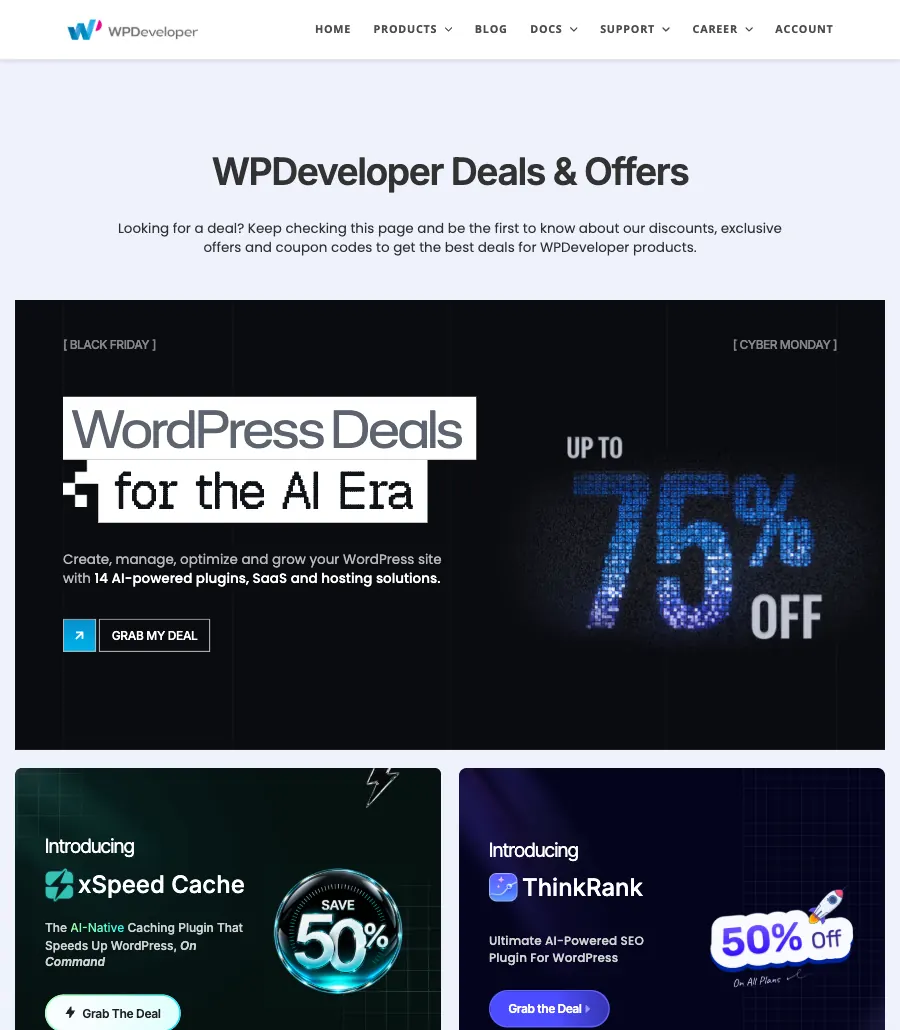 WPDeveloper
HOME PRODUCTS BLOG DOCS SUPPORT CAREER ACCOUNT
WPDeveloper Deals & Offers
Looking for a deal? Keep checking this page and be the first to know about our discounts, exclusive
offers and coupon codes to get the best deals for WPDeveloper products.
[ BLACK FRIDAY ]
[ CYBER MONDAY ]
WordPress Deals
for the AI Era
Create, manage, optimize and grow your WordPress site
with 14 AI-powered plugins, SaaS and hosting solutions.
GRAB MY DEAL
UP TO
75%
OFF
Introducing
xSpeed Cache
The AI-Native Caching Plugin That
Speeds Up WordPress, On
Command
Grab The Deal
SAVE
50%
Introducing
ThinkRank
Ultimate AI-Powered SEO
Plugin For WordPress
Grab the Deal
50% Off
On All Plans